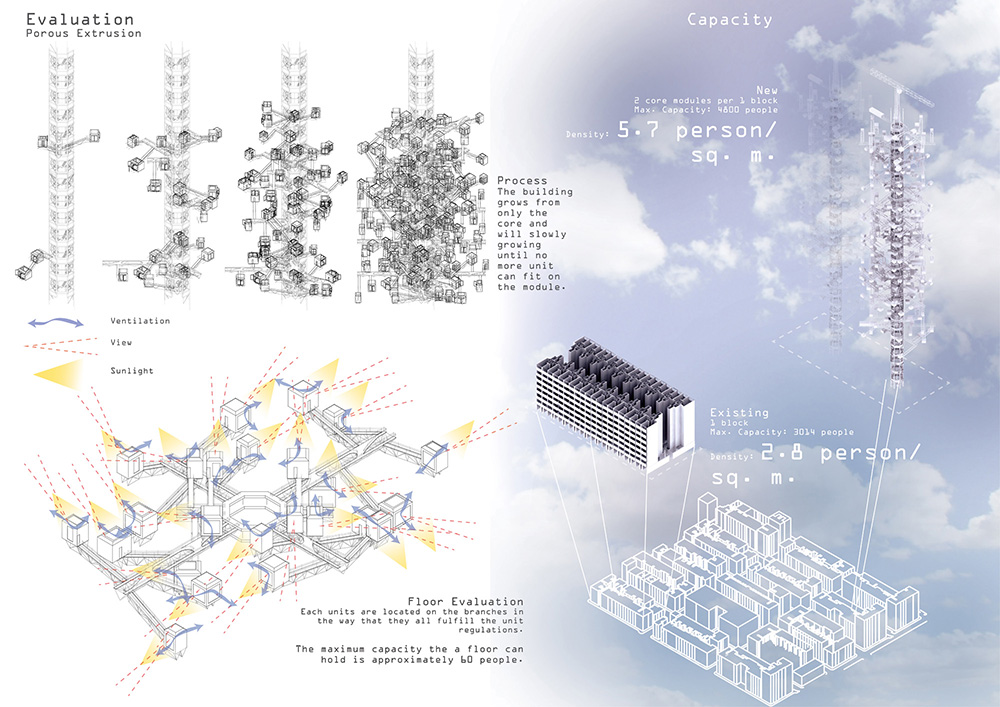 Evaluation
Porous Extrusion
Process
The building
grows from
only the
core and
will slowly
growing
until no
more unit
can fit on
the module.
Ventilation
View
Sunlight
Floor Evaluation
Each units are located on the branches in
the way that they all fulfill the unit
regulations.
The maximum capacity the a floor can
hold is approximately 60 people.
Capacity
New
2 core modules per 1 block
Max. Capacity: 4800 people
Density: 5.7 person/
sq. m.
Existing
1 block
Max. Capacity: 3014 people
Density: 2.8 person/
sq. m.